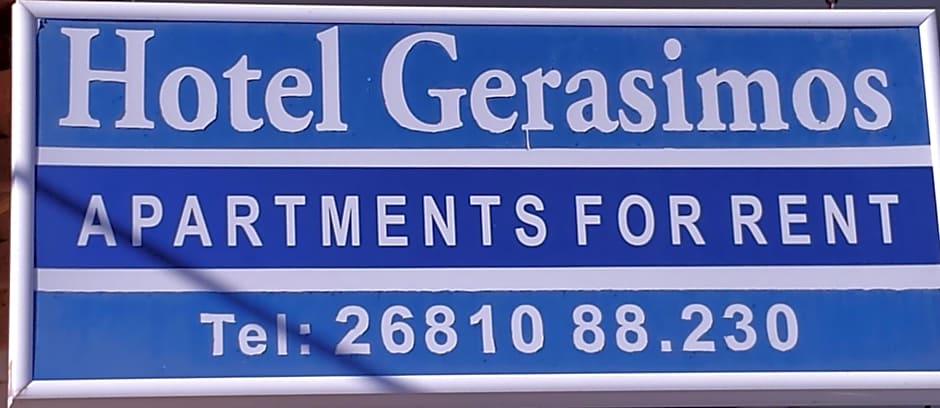 Hotel Gerasimos
APARTMENTS FOR RENT
Tel: 26810 88.230